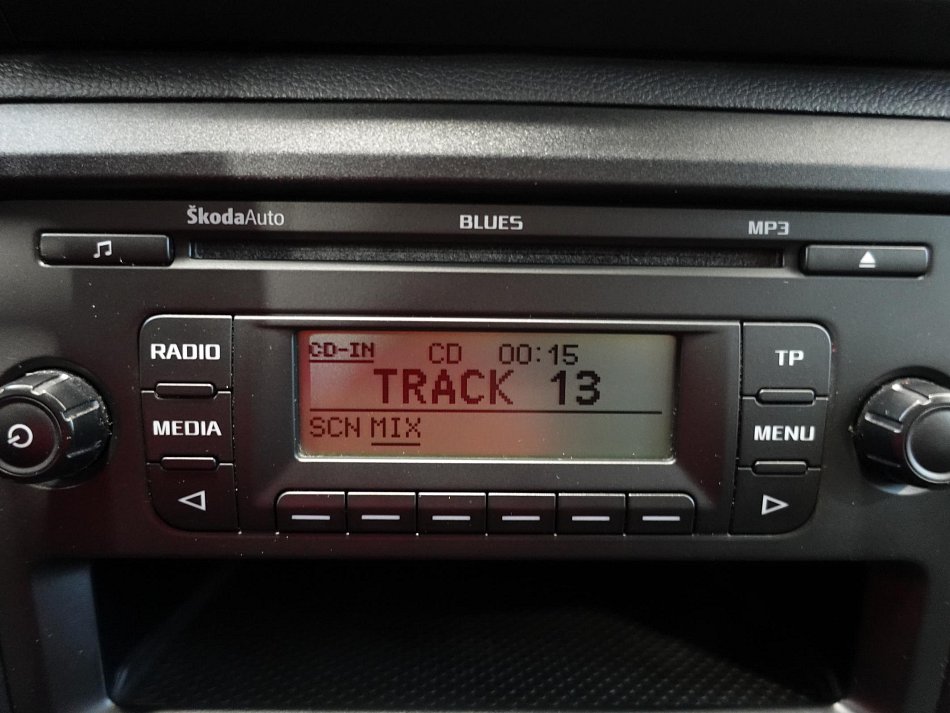 ŠkodaAuto BLUES MP3
RADIO
MEDIA
CD-IN CD 00:15
TRACK 13
SCN MIX
TP
MENU